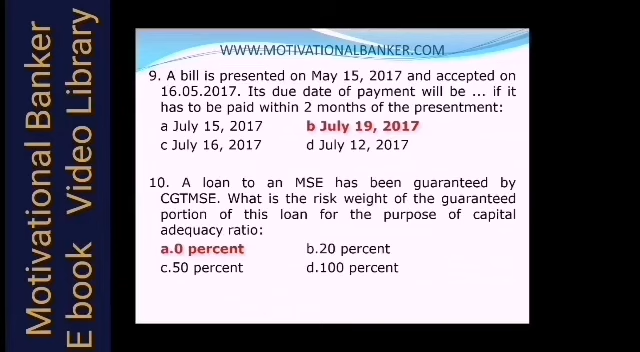 Motivational Banker
E book Video Library
WWW.MOTIVATIONALBANKER.COM
9. A bill is presented on May 15, 2017 and accepted on
16.05.2017. Its due date of payment will be ... if it
has to be paid within 2 months of the presentment:
a July 15, 2017 b July 19, 2017
c July 16, 2017 d July 12, 2017
10. A loan to an MSE has been guaranteed by
CGTMSE. What is the risk weight of the guaranteed
portion of this loan for the purpose of capital
adequacy ratio:
a.0 percent b.20 percent
c.50 percent d.100 percent